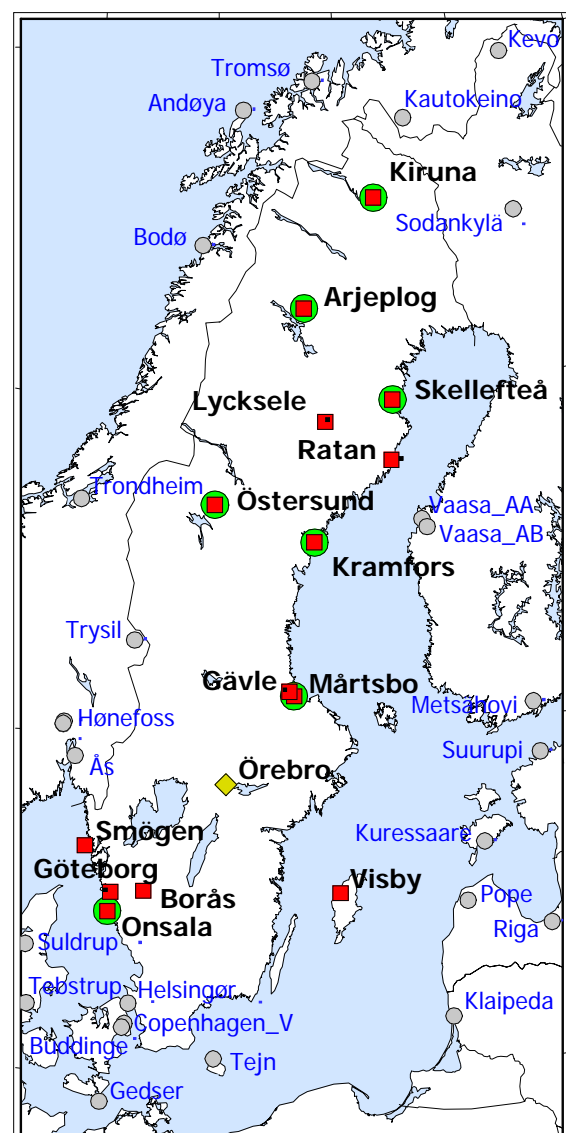 Kevo
Tromsø
Andøya
Kautokeino
Kiruna
Sodankylä
Bodø
Arjeplog
Skellefteå
Lycksele
Ratan
Trondheim
Östersund
Vaasa_AA
Vaasa_AB
Kramfors
Trysil
Gävle
Mårtsbo
Metsähovi
Hønefoss
Suurupi
Ås
Örebro
Smögen
Kuressaare
Göteborg
Borås
Visby
Pope
Onsala
Riga
Suldrup
Tebstrup
Helsingør
Klaipeda
Copenhagen_V
Buddinge
Tejn
Gedser